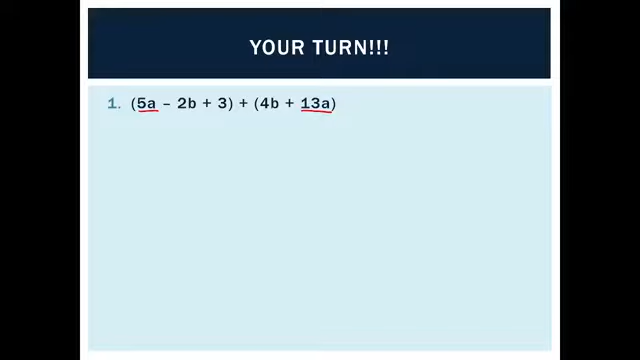 YOUR TURN!!!
1. (5a – 2b + 3) + (4b + 13a)